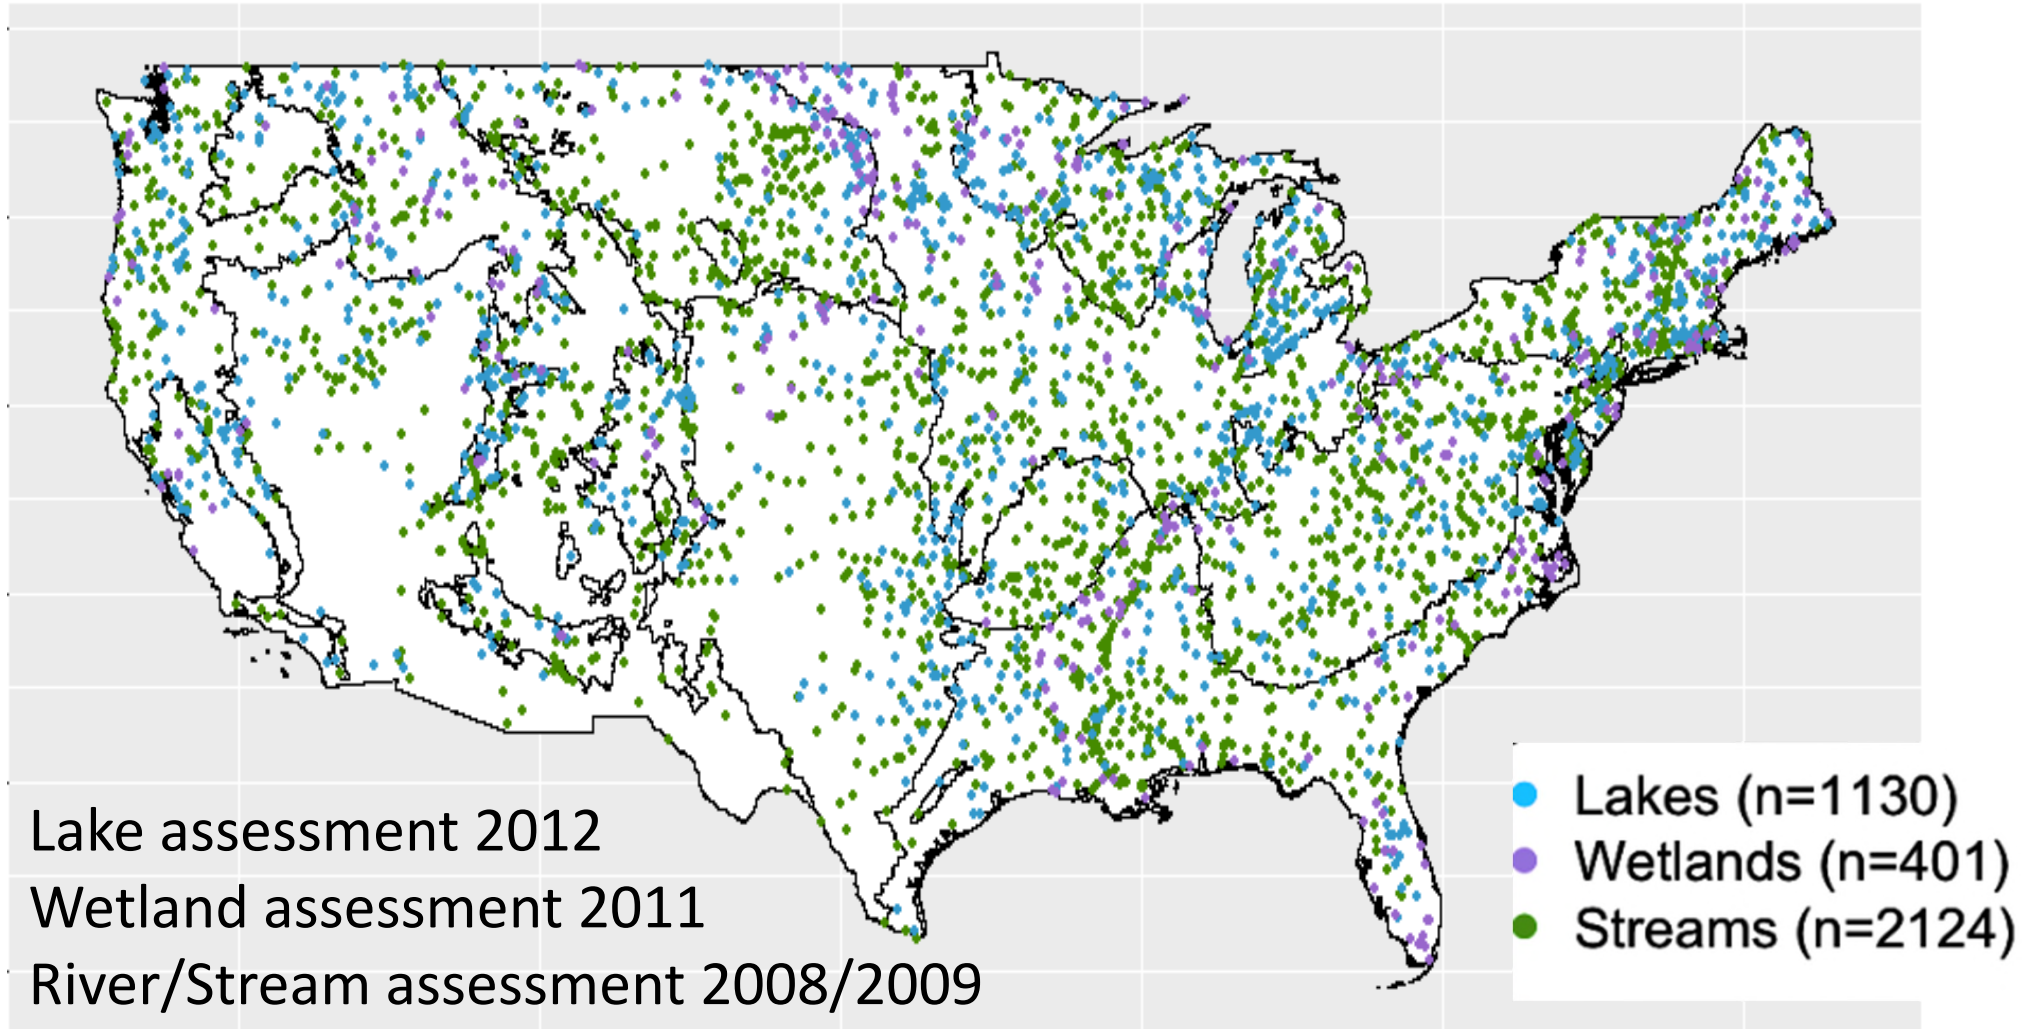 Lake assessment 2012
Wetland assessment 2011
River/Stream assessment 2008/2009
Lakes (n=1130)
Wetlands (n=401)
Streams (n=2124)